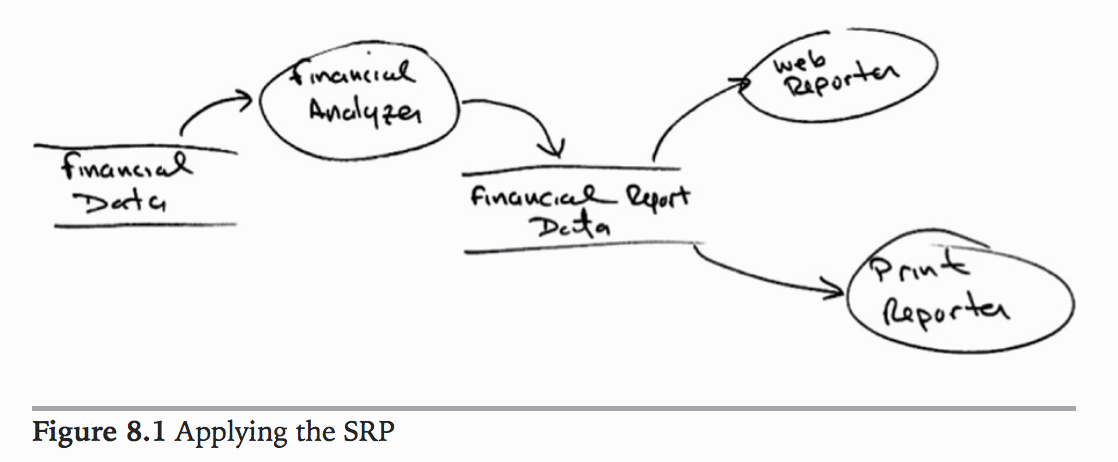 Financial
Analyzer
Web
Reporter
Financial
Data
Financial Report
Data
Print
Reporter
Figure 8.1 Applying the SRP